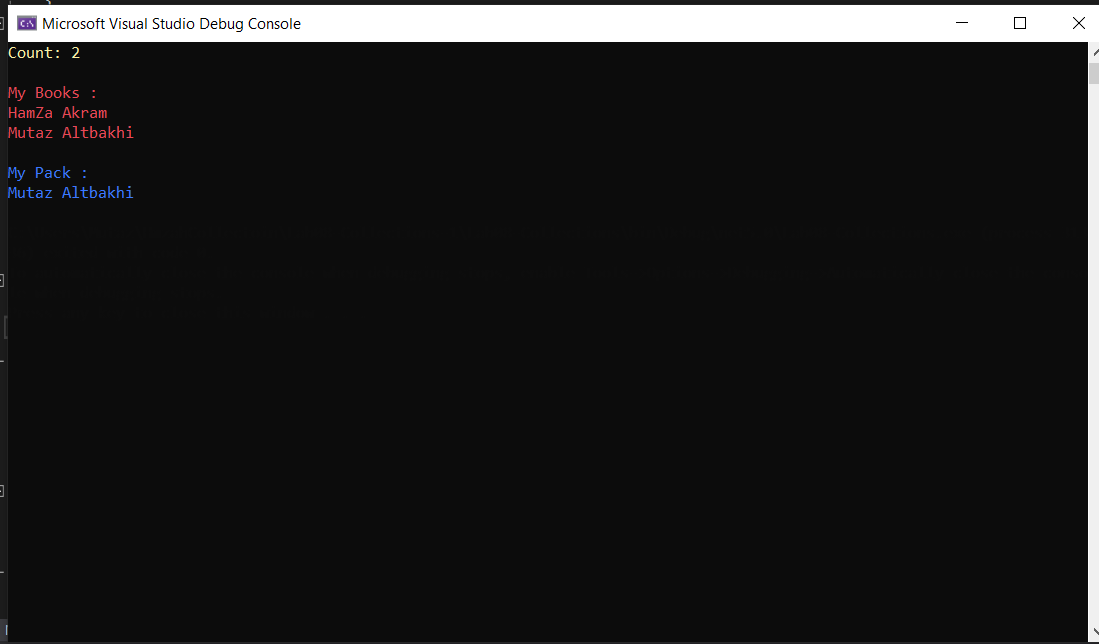 Microsoft Visual Studio Debug Console
Count: 2
My Books :
HamZa Akram
Mutaz Altbakhi
My Pack :
Mutaz Altbakhi